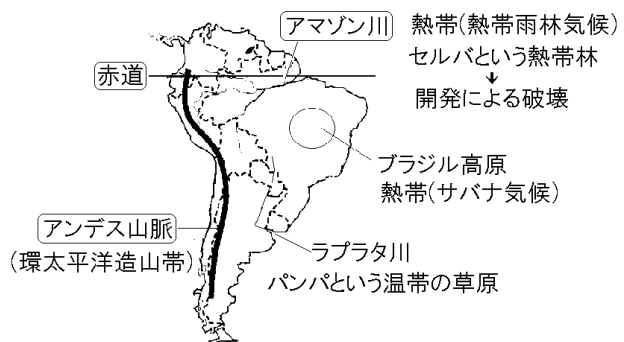 アマゾン川
熱帯(熱帯雨林気候)
セルバという熱帯林
開発による破壊
赤道
ブラジル高原
熱帯(サバナ気候)
アンデス山脈
(環太平洋造山帯)
ラプラタ川
パンパという温帯の草原